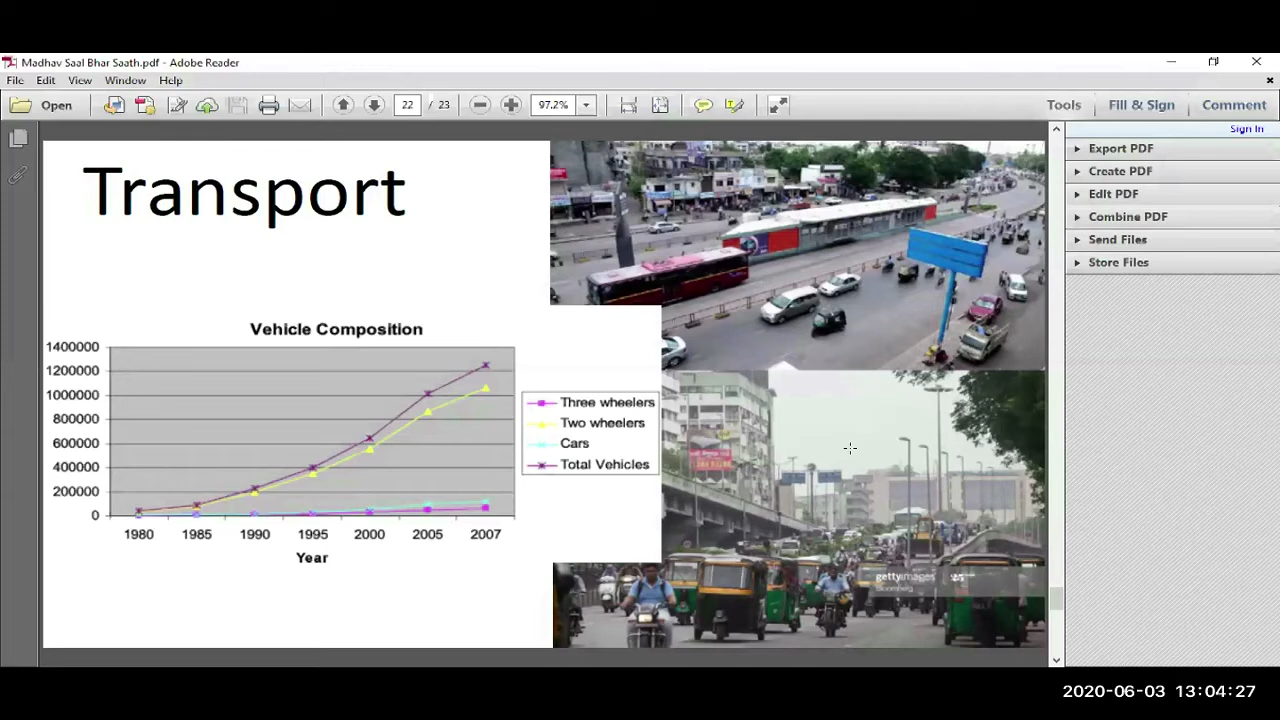 Madhav Saal Bhar Saath.pdf - Adobe Reader
File Edit View Window Help
Open 22 / 23 97.2% Tools Fill & Sign Comment
Sign In
Export PDF
Create PDF
Edit PDF
Combine PDF
Send Files
Store Files
Transport
Vehicle Composition
1400000
1200000
1000000
800000
600000
400000
200000
0
1980 1985 1990 1995 2000 2005 2007
Year
Three wheelers
Two wheelers
Cars
Total Vehicles
gettyimages
Bloomberg
2020-06-03 13:04:27